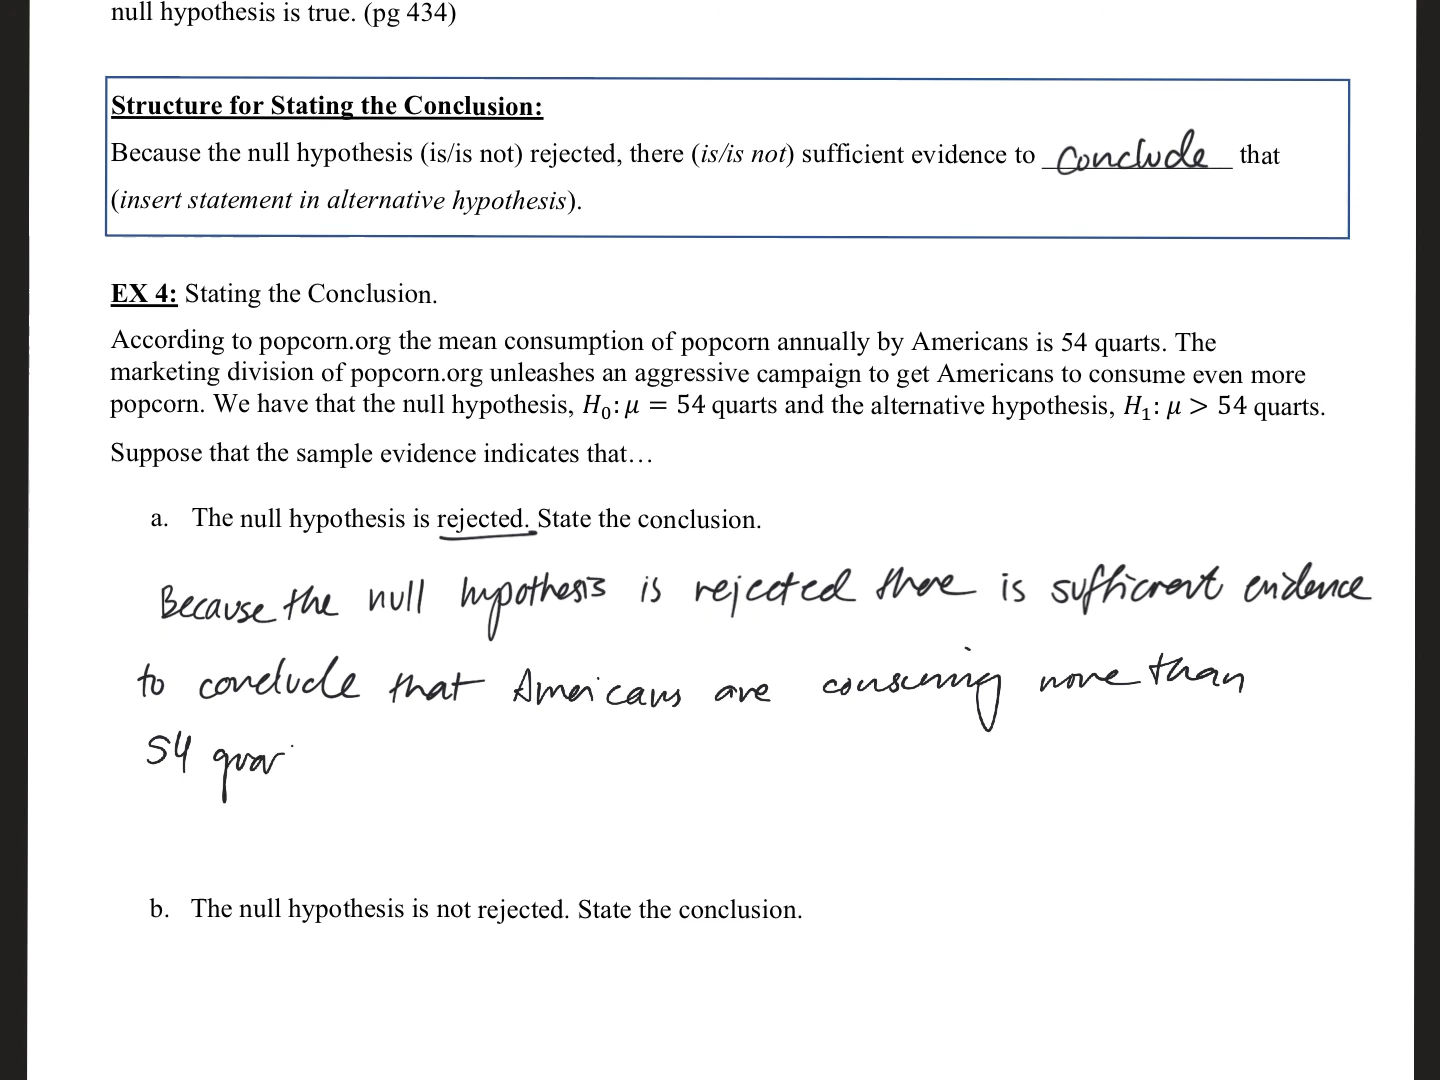 null hypothesis is true. (pg 434)
Structure for Stating the Conclusion:
Because the null hypothesis (is/is not) rejected, there (is/is not) sufficient evidence to conclude that
(insert statement in alternative hypothesis).
EX 4: Stating the Conclusion.
According to popcorn.org the mean consumption of popcorn annually by Americans is 54 quarts. The
marketing division of popcorn.org unleashes an aggressive campaign to get Americans to consume even more
popcorn. We have that the null hypothesis, H₀: μ = 54 quarts and the alternative hypothesis, H₁: μ > 54 quarts.
Suppose that the sample evidence indicates that…
a. The null hypothesis is rejected. State the conclusion.
Because the null hypothesis is rejected there is sufficient evidence
to conclude that Americans are consuming more than
54 quar
b. The null hypothesis is not rejected. State the conclusion.